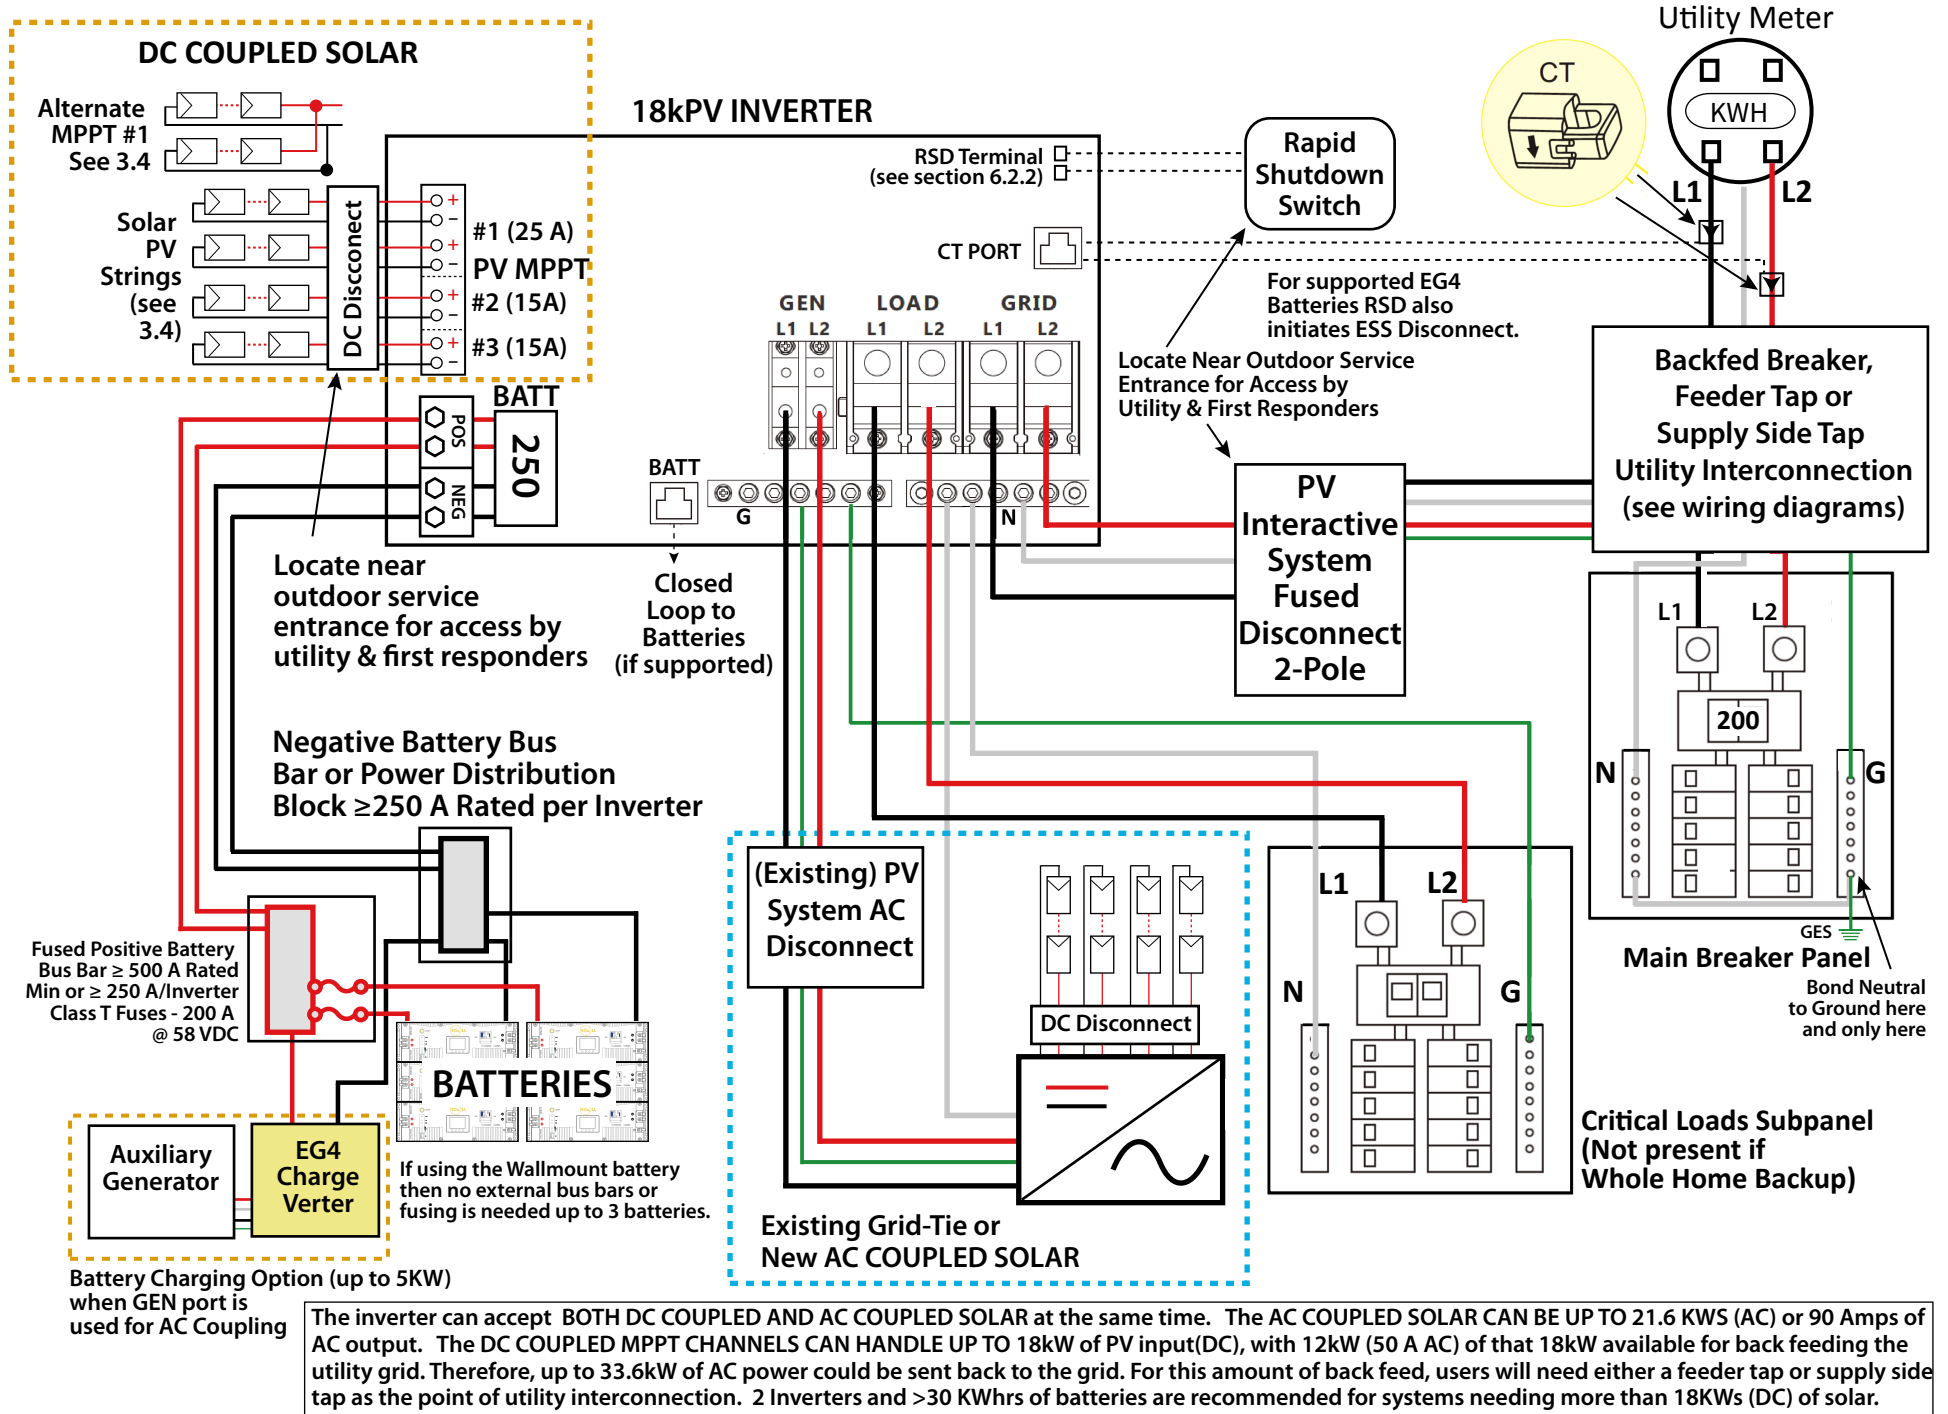 Utility Meter
DC COUPLED SOLAR
CT
Alternate
MPPT #1
See 3.4
18kPV INVERTER
KWH
RSD Terminal
(see section 6.2.2)
Rapid
Shutdown
Switch
L1
L2
Solar
PV
Strings
(see
3.4)
DC Disconect
+
−
+
−
+
−
+
−
#1 (25 A)
PV MPPT
#2 (15A)
#3 (15A)
CT PORT
For supported EG4
Batteries RSD also
initiates ESS Disconnect.
GEN
LOAD
GRID
L1 L2
L1
L2
L1
L2
Locate Near Outdoor Service
Entrance for Access by
Utility & First Responders
Backfed Breaker,
Feeder Tap or
Supply Side Tap
Utility Interconnection
(see wiring diagrams)
BATT
POS
NEG
250
BATT
G
N
PV
Interactive
System
Fused
Disconnect
2-Pole
Locate near
outdoor service
entrance for access by
utility & first responders
Closed
Loop to
Batteries
(if supported)
L1
L2
200
N
G
GES
Main Breaker Panel
Bond Neutral
to Ground here
and only here
Negative Battery Bus
Bar or Power Distribution
Block ≥250 A Rated per Inverter
(Existing) PV
System AC
Disconnect
L1
L2
N
G
DC Disconnect
Fused Positive Battery
Bus Bar ≥ 500 A Rated
Min or ≥ 250 A/Inverter
Class T Fuses - 200 A
@ 58 VDC
BATTERIES
Critical Loads Subpanel
(Not present if
Whole Home Backup)
Auxiliary
Generator
EG4
Charge
Verter
If using the Wallmount battery
then no external bus bars or
fusing is needed up to 3 batteries.
Existing Grid-Tie or
New AC COUPLED SOLAR
Battery Charging Option (up to 5KW)
when GEN port is
used for AC Coupling
The inverter can accept BOTH DC COUPLED AND AC COUPLED SOLAR at the same time. The AC COUPLED SOLAR CAN BE UP TO 21.6 KWS (AC) or 90 Amps of
AC output. The DC COUPLED MPPT CHANNELS CAN HANDLE UP TO 18kW of PV input(DC), with 12kW (50 A AC) of that 18kW available for back feeding the
utility grid. Therefore, up to 33.6kW of AC power could be sent back to the grid. For this amount of back feed, users will need either a feeder tap or supply side
tap as the point of utility interconnection. 2 Inverters and >30 KWhrs of batteries are recommended for systems needing more than 18KWs (DC) of solar.